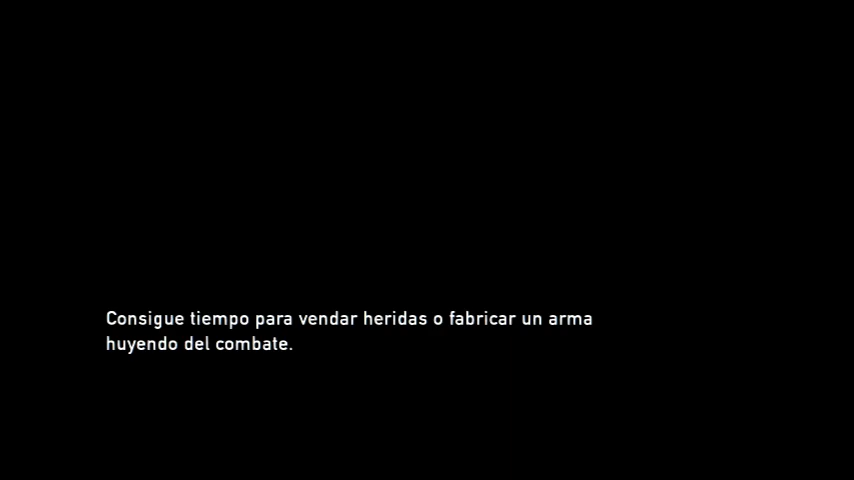 Consigue tiempo para vendar heridas o fabricar un arma
huyendo del combate.